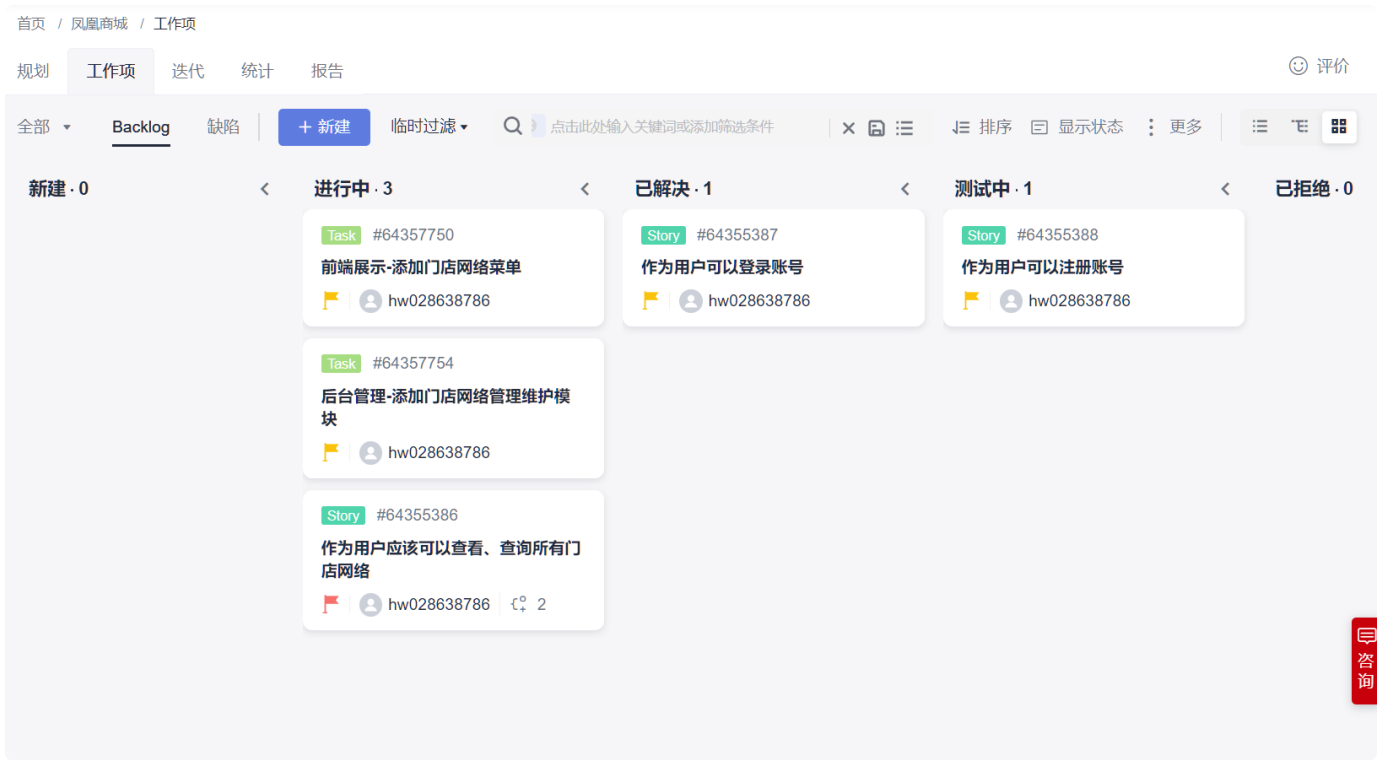 首页 / 凤凰商城 / 工作项
规划 工作项 迭代 统计 报告 评价
全部 Backlog 缺陷 + 新建 临时过滤 点击此处输入关键词或添加筛选条件 排序 显示状态 更多
新建 · 0
进行中 · 3
Task #64357750
前端展示-添加门店网络菜单
hw028638786
Task #64357754
后台管理-添加门店网络管理维护模
块
hw028638786
Story #64355386
作为用户应该可以查看、查询所有门
店网络
hw028638786 2
已解决 · 1
Story #64355387
作为用户可以登录账号
hw028638786
测试中 · 1
Story #64355388
作为用户可以注册账号
hw028638786
已拒绝 · 0
咨
询